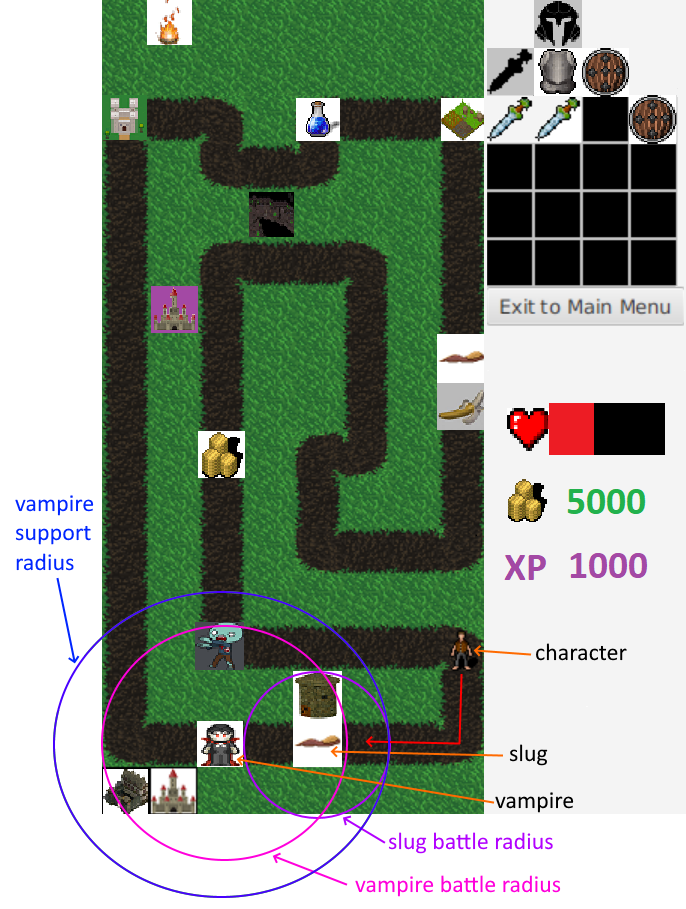 Exit to Main Menu
5000
XP 1000
vampire
support
radius
character
slug
vampire
slug battle radius
vampire battle radius